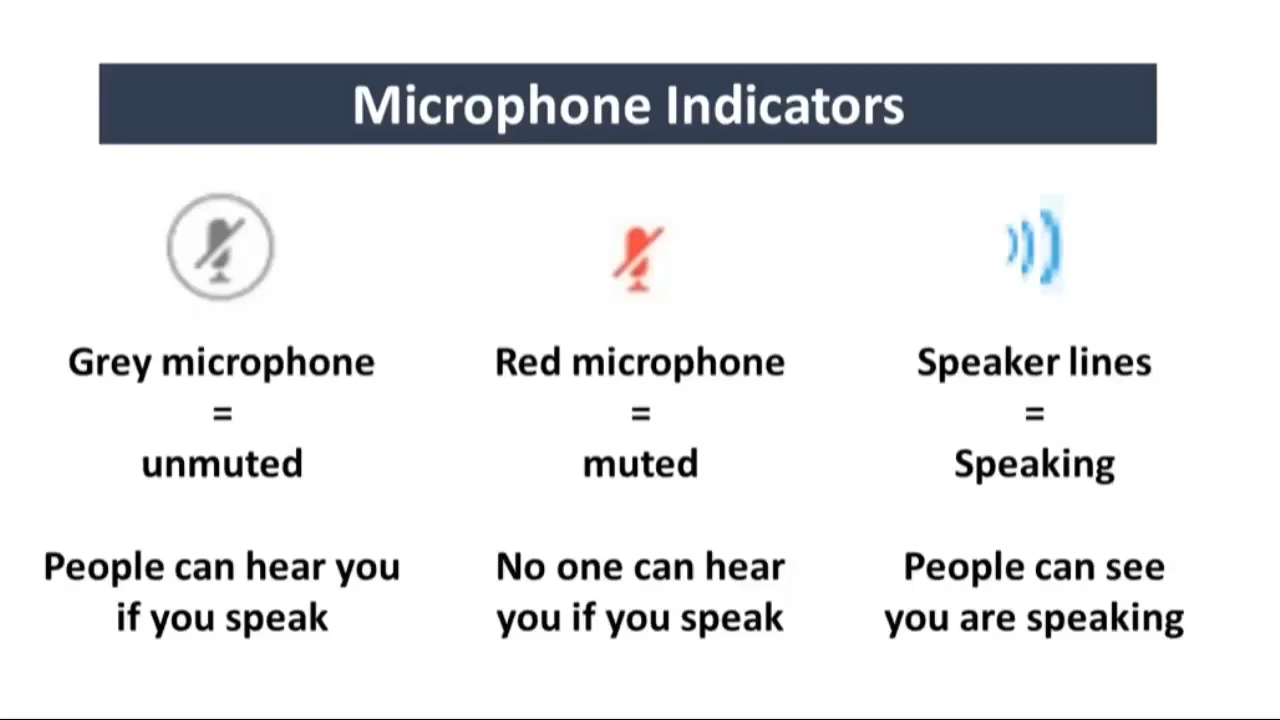 Microphone Indicators
Grey microphone
=
unmuted
People can hear you
if you speak
Red microphone
=
muted
No one can hear
you if you speak
Speaker lines
=
Speaking
People can see
you are speaking